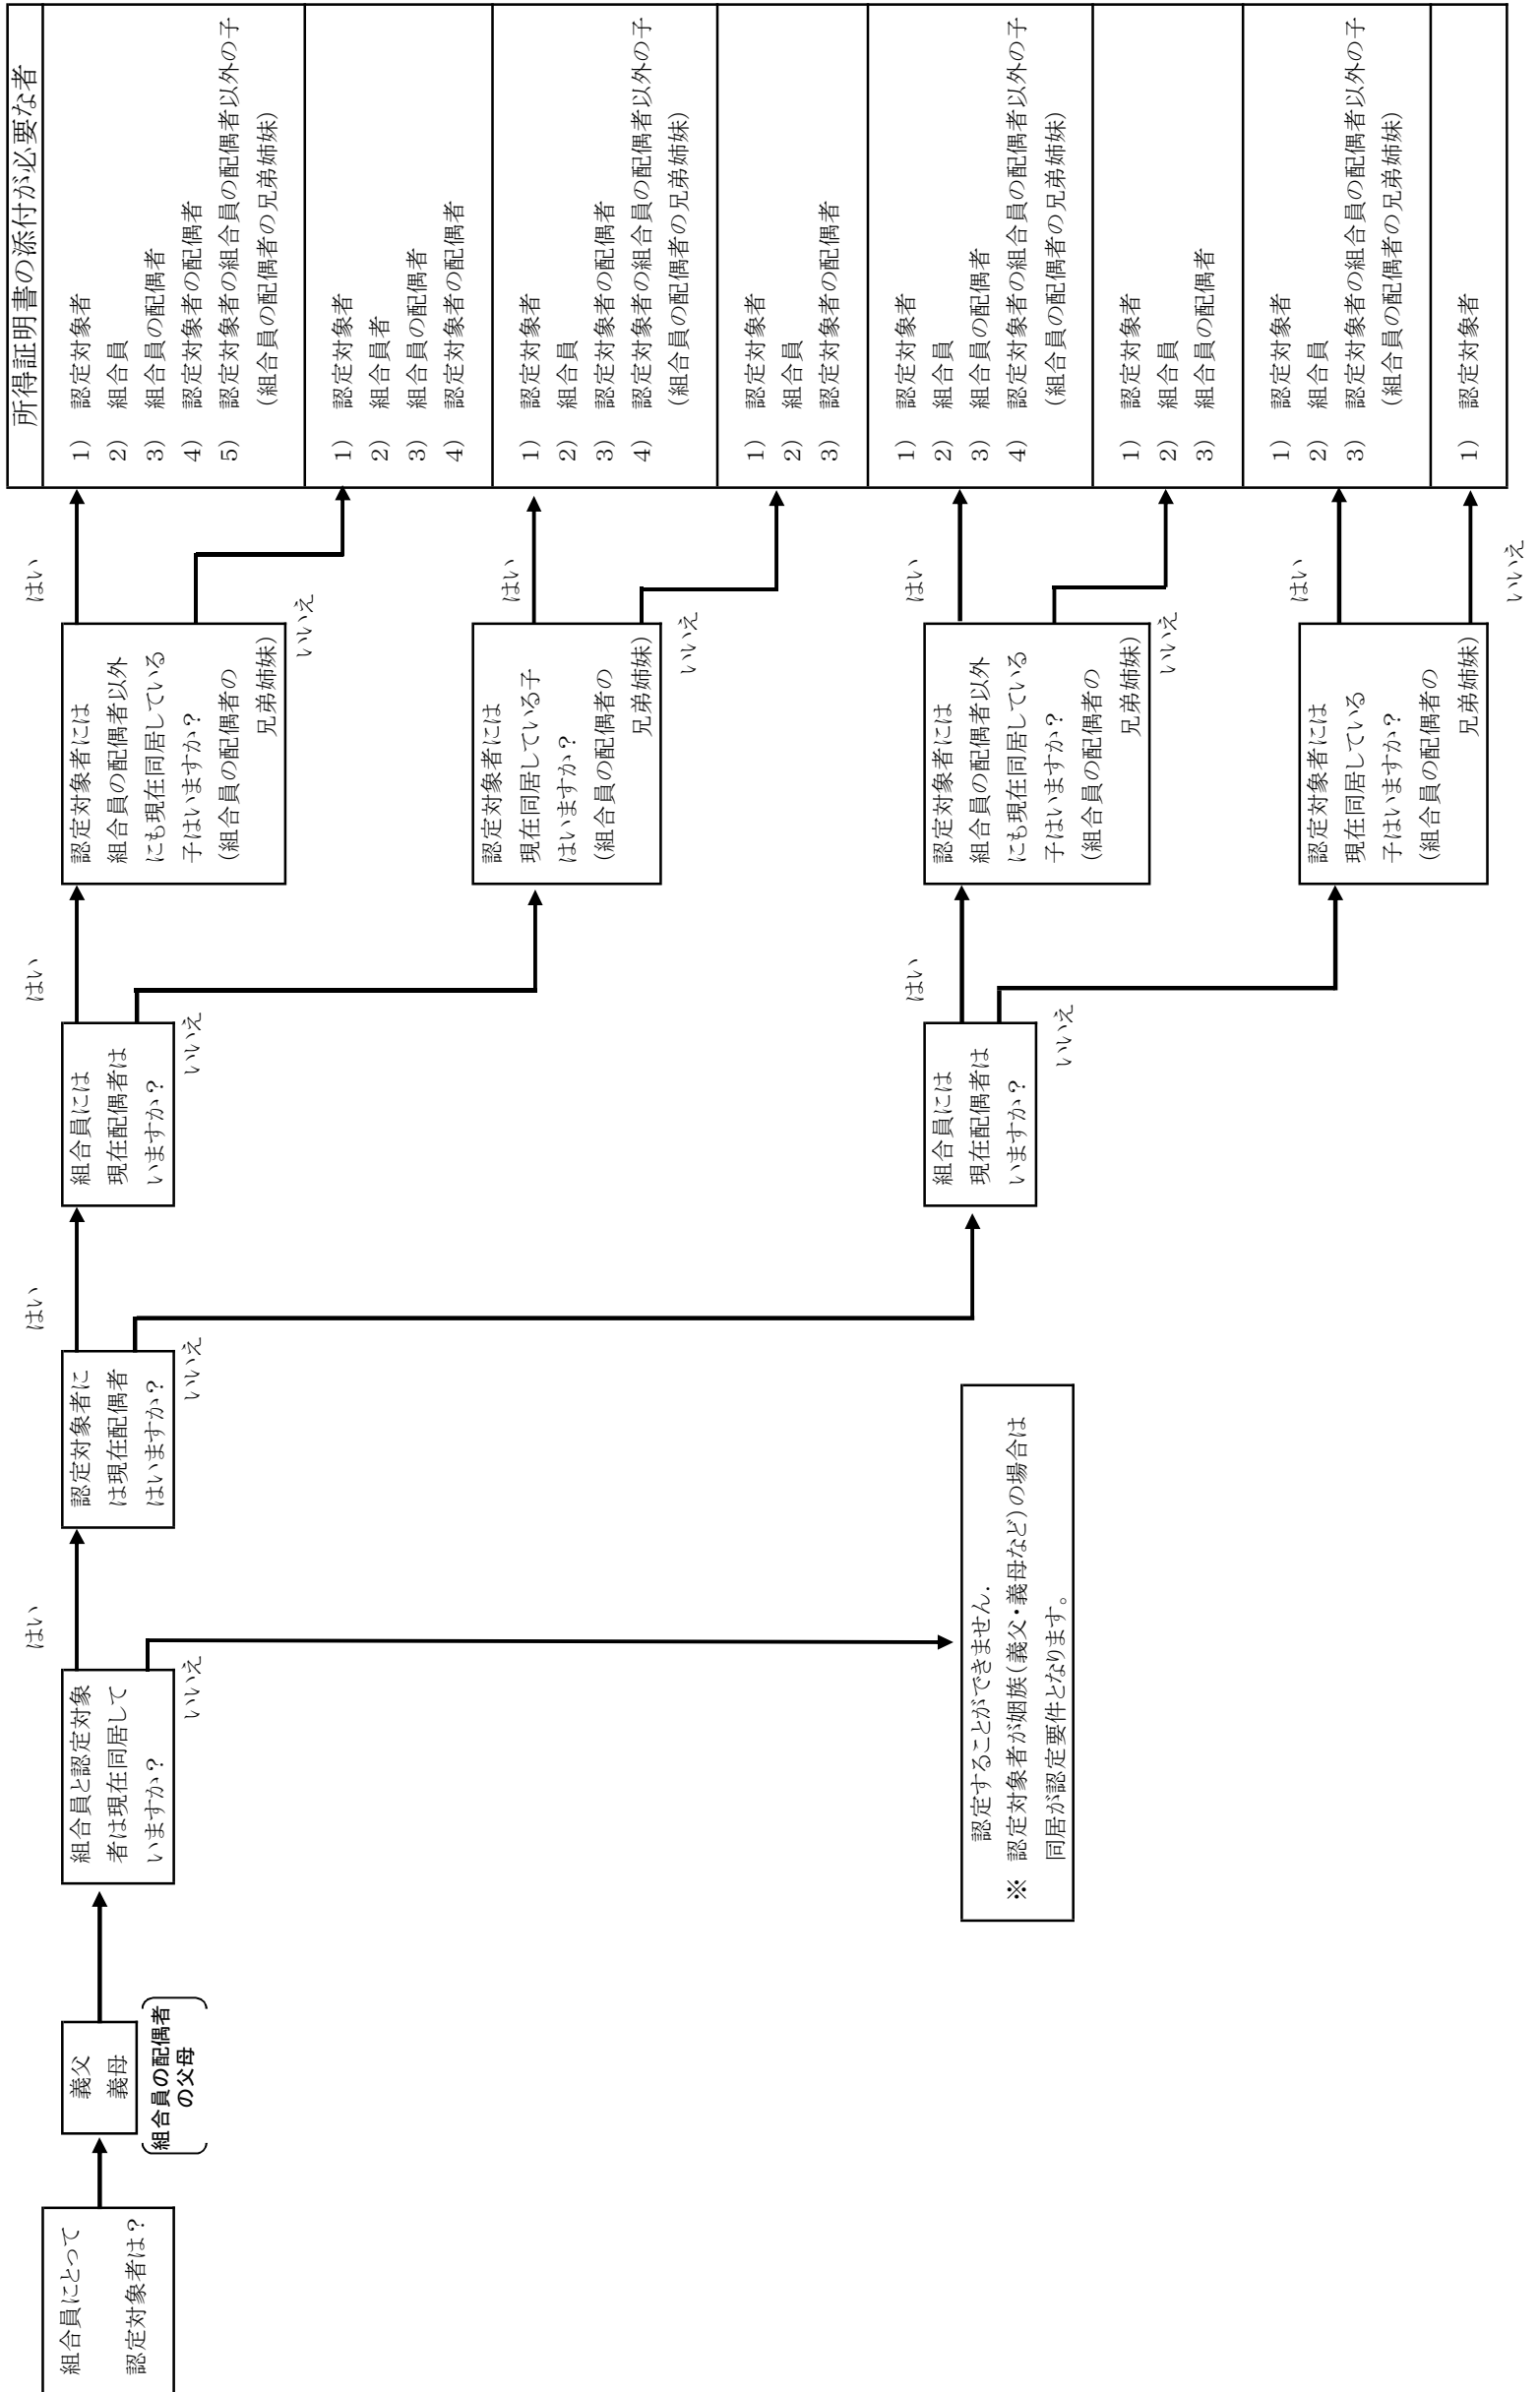 組合員にとって
認定対象者は？
義父
義母
組合員の配偶者
の父母
組合員と認定対象
者は現在同居して
いますか？
はい
いいえ
認定することができません．
※ 認定対象者が姻族（義父・義母など）の場合は
同居が認定要件となります。
認定対象者に
は現在配偶者
はいますか？
はい
いいえ
組合員には
現在配偶者は
いますか？
はい
いいえ
組合員には
現在配偶者は
いますか？
はい
いいえ
認定対象者には
組合員の配偶者以外
にも現在同居している
子はいますか？
（組合員の配偶者の
兄弟姉妹）
はい
いいえ
認定対象者には
現在同居している子
はいますか？
（組合員の配偶者の
兄弟姉妹）
はい
いいえ
認定対象者には
組合員の配偶者以外
にも現在同居している
子はいますか？
（組合員の配偶者の
兄弟姉妹）
はい
いいえ
認定対象者には
現在同居している
子はいますか？
（組合員の配偶者の
兄弟姉妹）
はい
いいえ
所得証明書の添付が必要な者
1） 認定対象者
2） 組合員
3） 組合員の配偶者
4） 認定対象者の配偶者
5） 認定対象者の組合員の配偶者以外の子
（組合員の配偶者の兄弟姉妹）
1） 認定対象者
2） 組合員者
3） 組合員の配偶者
4） 認定対象者の配偶者
1） 認定対象者
2） 組合員
3） 認定対象者の配偶者
4） 認定対象者の組合員の配偶者以外の子
（組合員の配偶者の兄弟姉妹）
1） 認定対象者
2） 組合員
3） 認定対象者の配偶者
1） 認定対象者
2） 組合員
3） 組合員の配偶者
4） 認定対象者の組合員の配偶者以外の子
（組合員の配偶者の兄弟姉妹）
1） 認定対象者
2） 組合員
3） 組合員の配偶者
1） 認定対象者
2） 組合員
3） 認定対象者の組合員の配偶者以外の子
（組合員の配偶者の兄弟姉妹）
1） 認定対象者